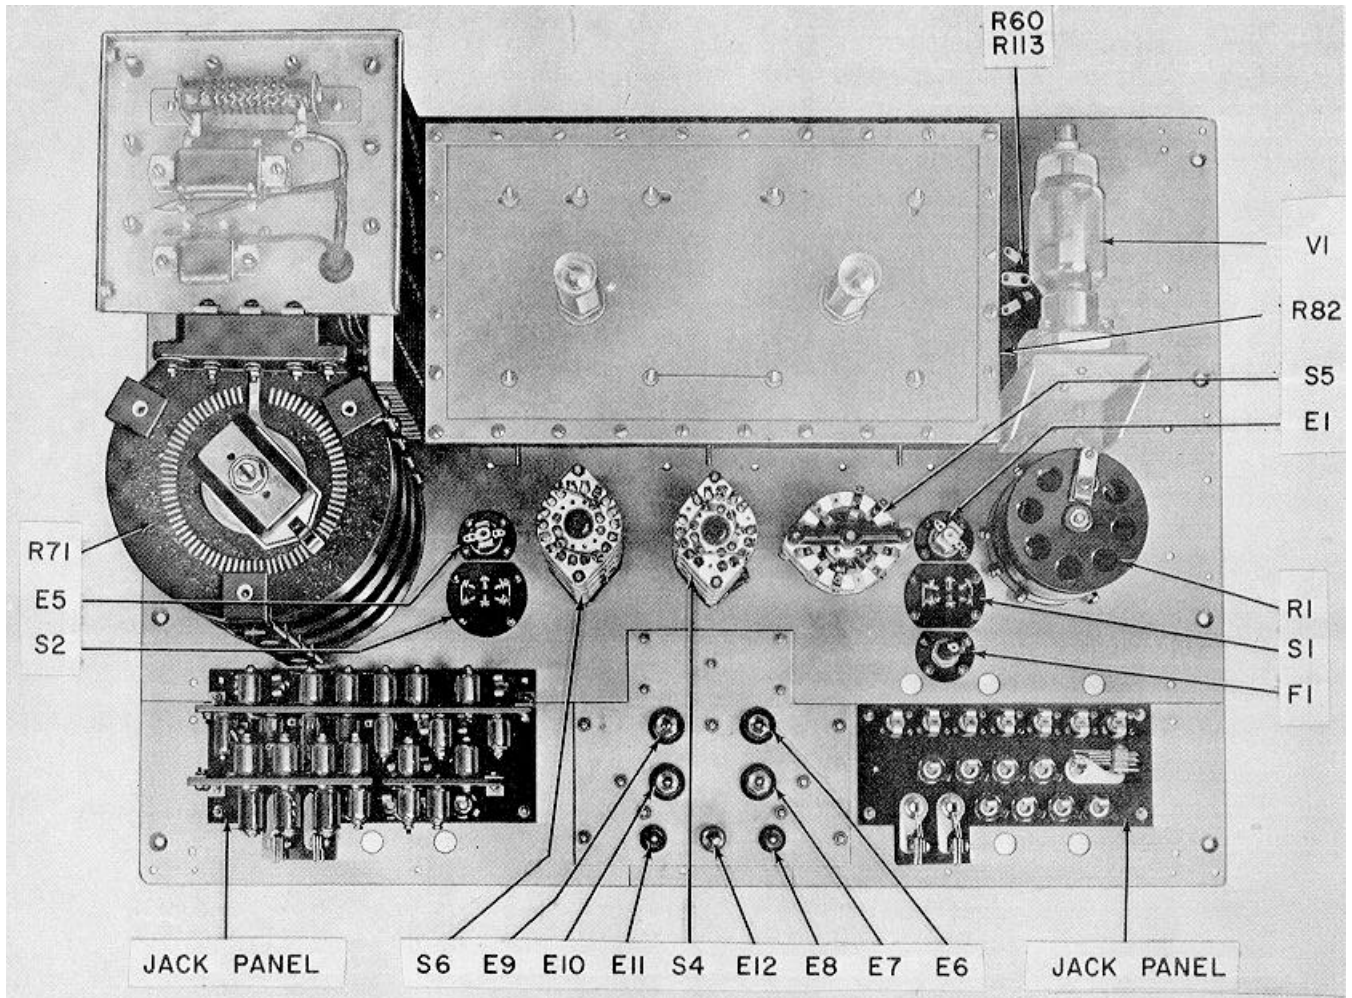 R60
R113
V1
R82
S5
E1
R71
E5
S2
R1
S1
F1
JACK PANEL
S6
E9
E10
E11
S4
E12
E8
E7
E6
JACK PANEL